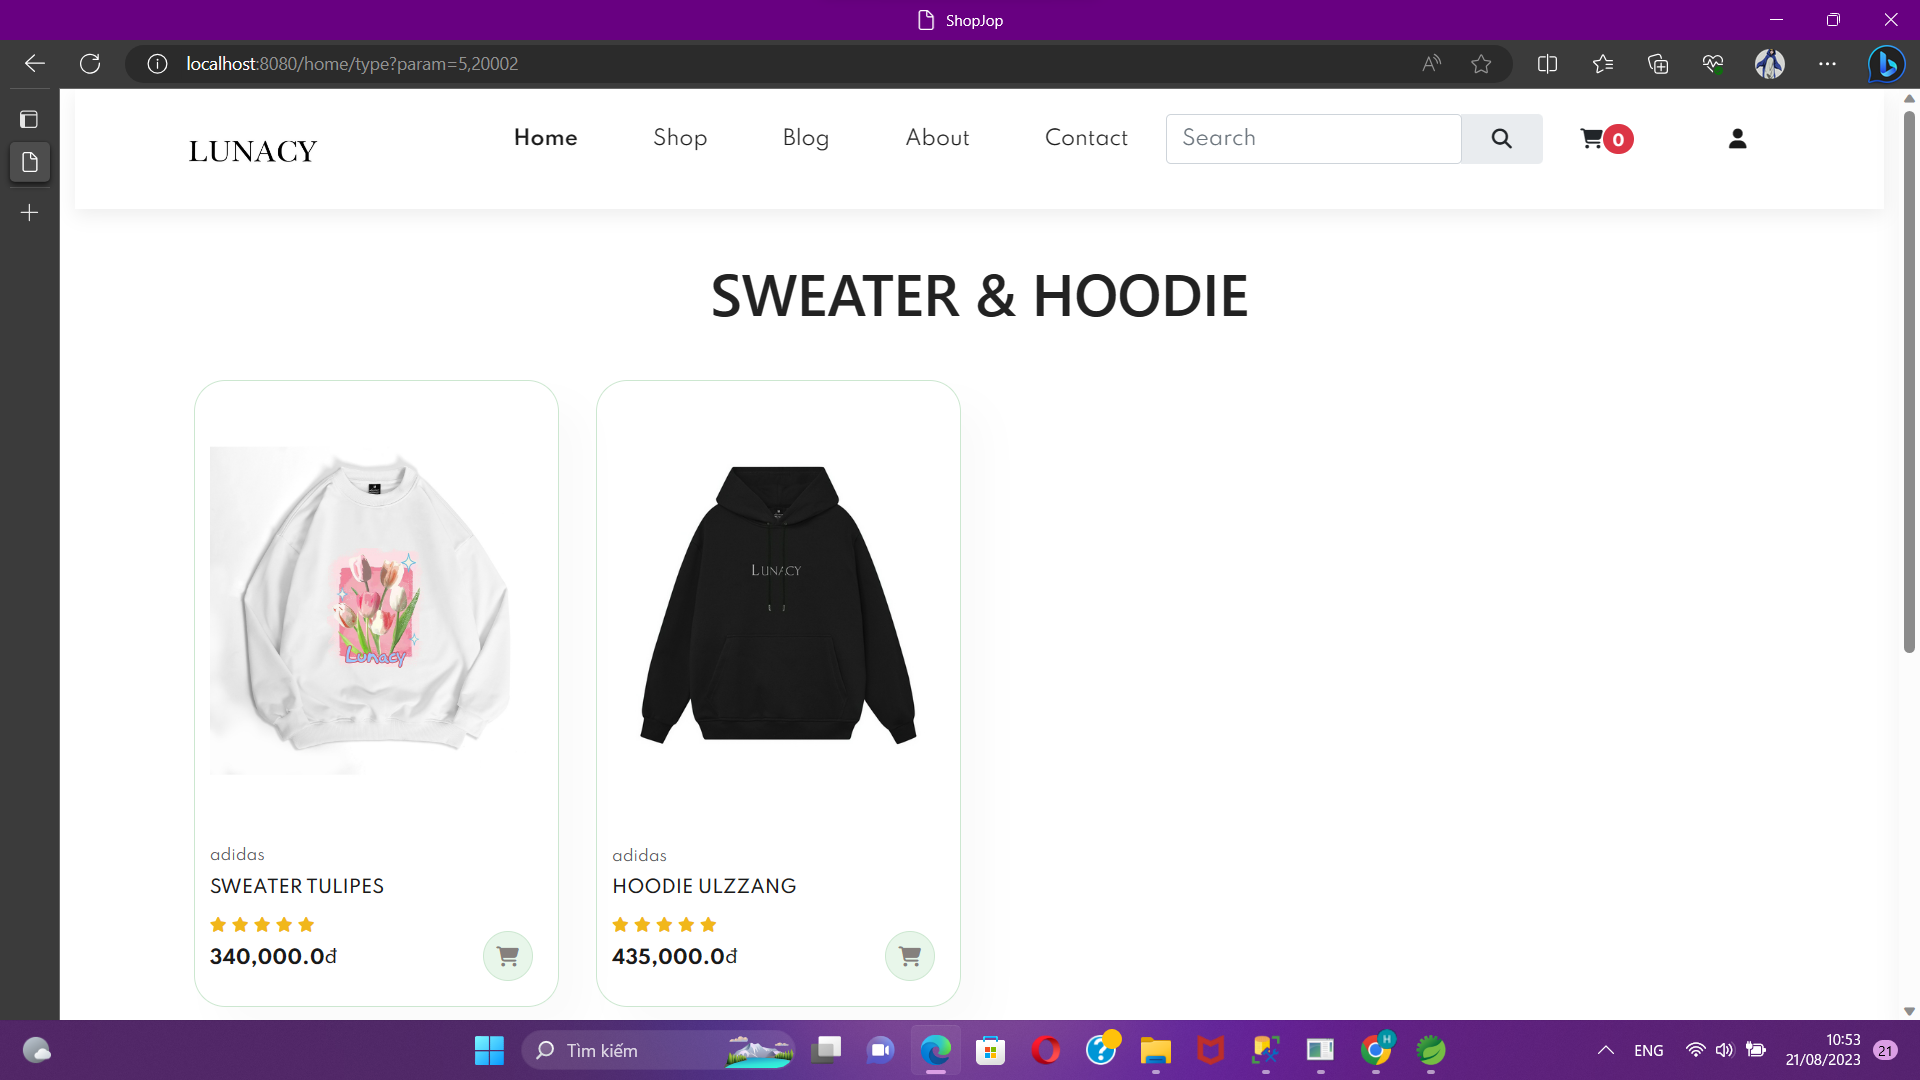 ShopJop
localhost:8080/home/type?param=5,20002
LUNACY
Home
Shop
Blog
About
Contact
Search
0
SWEATER & HOODIE
Lunacy
LUNACY
adidas
SWEATER TULIPES
340,000.0đ
adidas
HOODIE ULZZANG
435,000.0đ
Tìm kiếm
H
ENG
10:53
21/08/2023
21